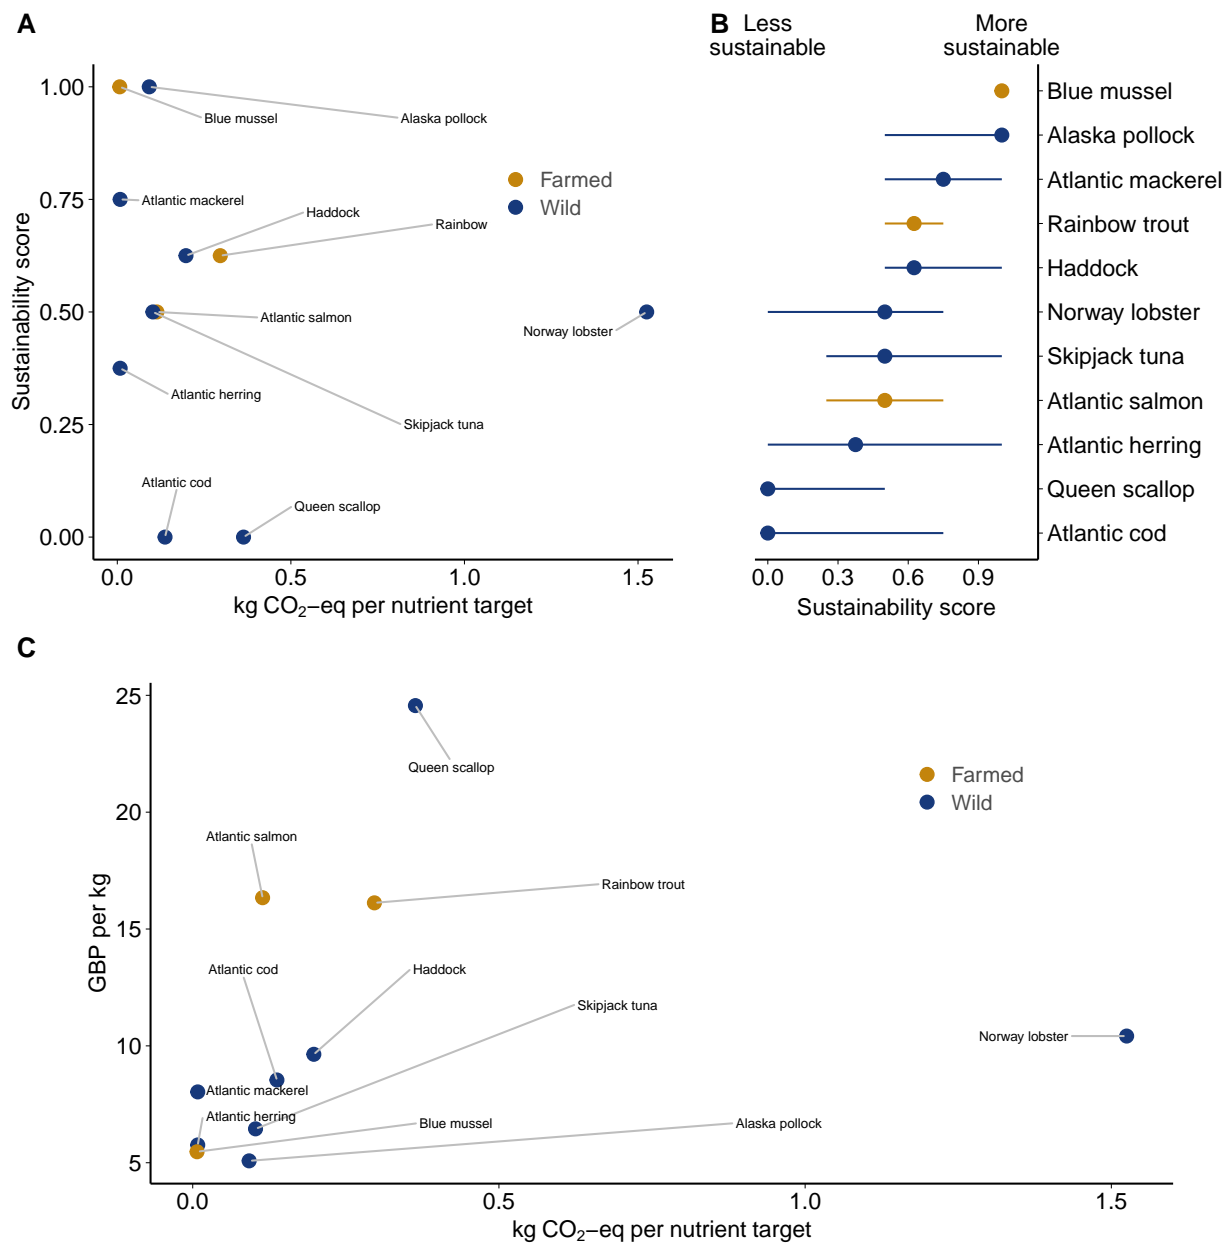 A
1.00
0.75
0.50
0.25
0.00
Sustainability score
Blue mussel
Alaska pollock
Farmed
Wild
Atlantic mackerel
Haddock
Rainbow
Atlantic salmon
Norway lobster
Atlantic herring
Skipjack tuna
Atlantic cod
Queen scallop
0.0
0.5
1.0
1.5
kg CO₂−eq per nutrient target
B
Less
sustainable
More
sustainable
Blue mussel
Alaska pollock
Atlantic mackerel
Rainbow trout
Haddock
Norway lobster
Skipjack tuna
Atlantic salmon
Atlantic herring
Queen scallop
Atlantic cod
0.0
0.3
0.6
0.9
Sustainability score
C
25
20
15
10
5
GBP per kg
Queen scallop
Farmed
Wild
Atlantic salmon
Rainbow trout
Atlantic cod
Haddock
Skipjack tuna
Norway lobster
Atlantic mackerel
Atlantic herring
Blue mussel
Alaska pollock
0.0
0.5
1.0
1.5
kg CO₂−eq per nutrient target